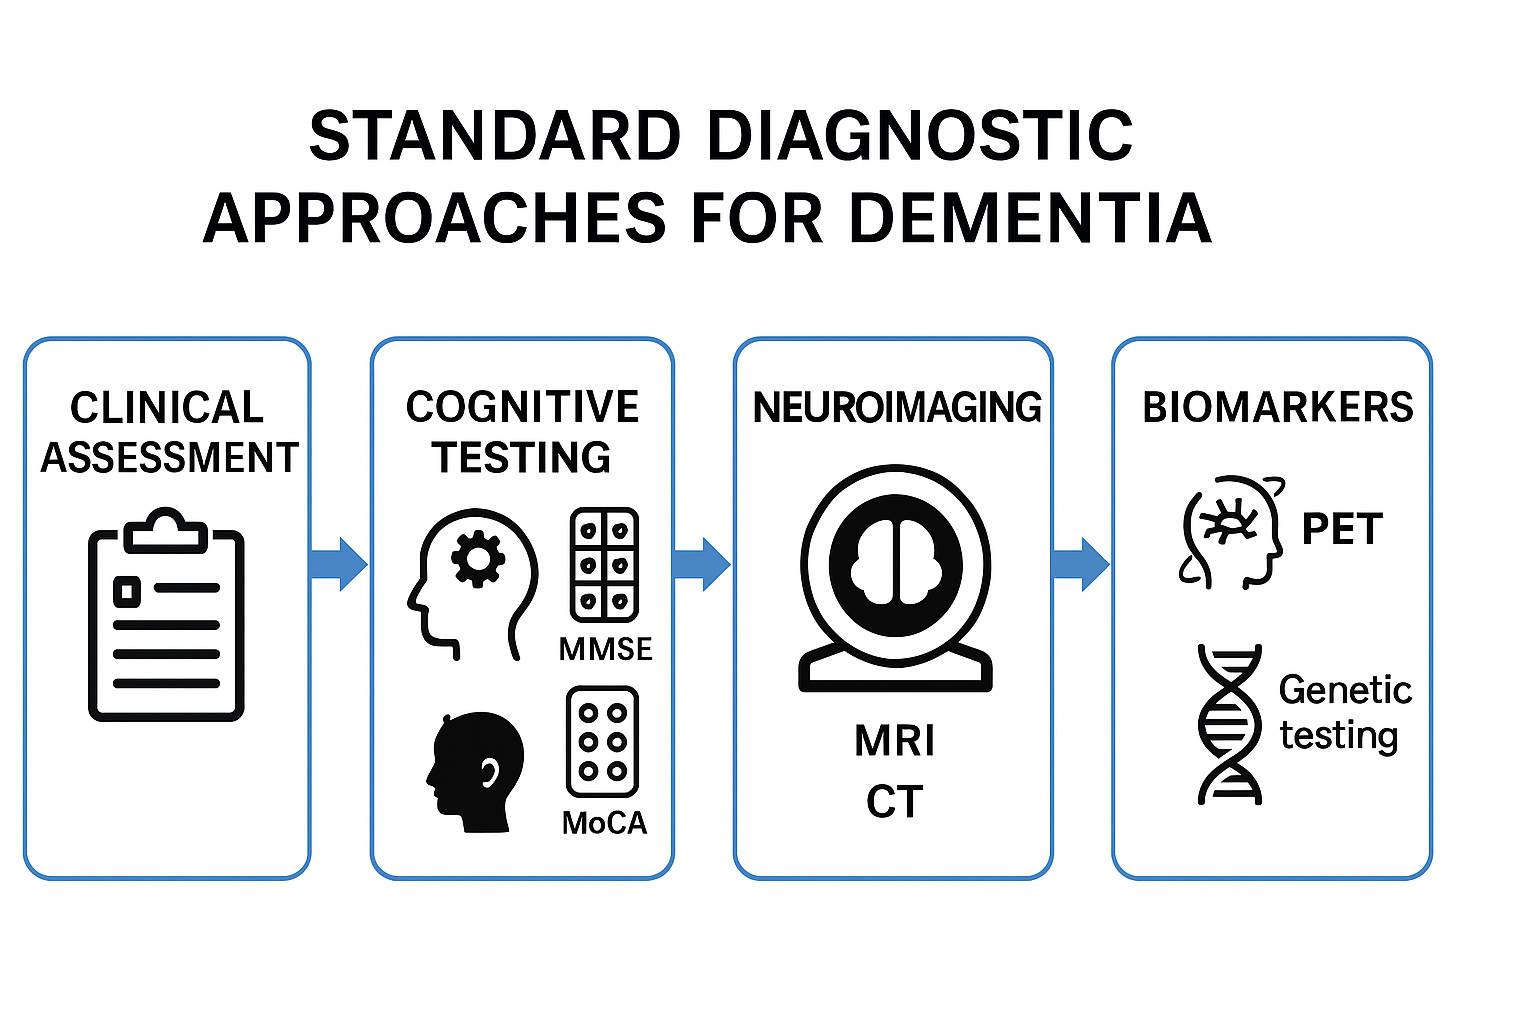 STANDARD DIAGNOSTIC
APPROACHES FOR DEMENTIA
CLINICAL
ASSESSMENT
COGNITIVE
TESTING
MMSE
MoCA
NEUROIMAGING
MRI
CT
BIOMARKERS
PET
Genetic
testing